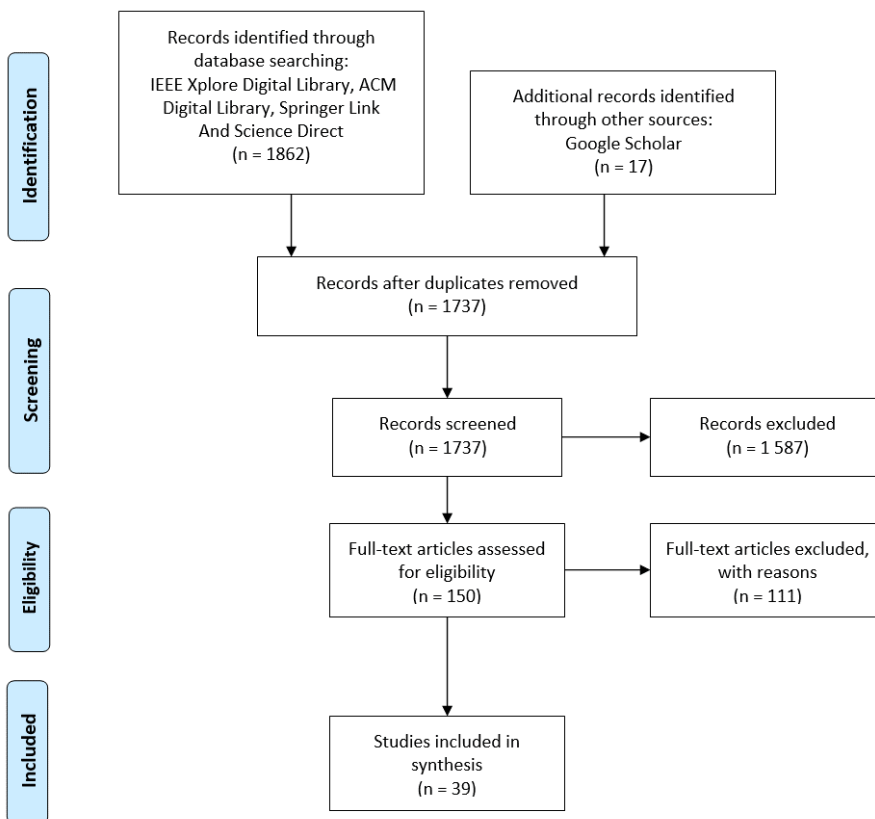 Identification
Records identified through
database searching:
IEEE Xplore Digital Library, ACM
Digital Library, Springer Link
And Science Direct
(n = 1862)
Additional records identified
through other sources:
Google Scholar
(n = 17)
Records after duplicates removed
(n = 1737)
Screening
Records screened
(n = 1737)
Records excluded
(n = 1 587)
Eligibility
Full-text articles assessed
for eligibility
(n = 150)
Full-text articles excluded,
with reasons
(n = 111)
Included
Studies included in
synthesis
(n = 39)